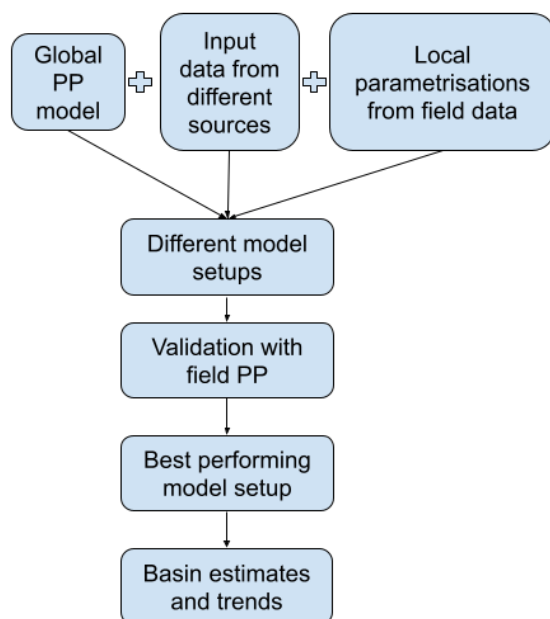 Global
PP
model
Input
data from
different
sources
Local
parametrisations
from field data
Different model
setups
Validation with
field PP
Best performing
model setup
Basin estimates
and trends